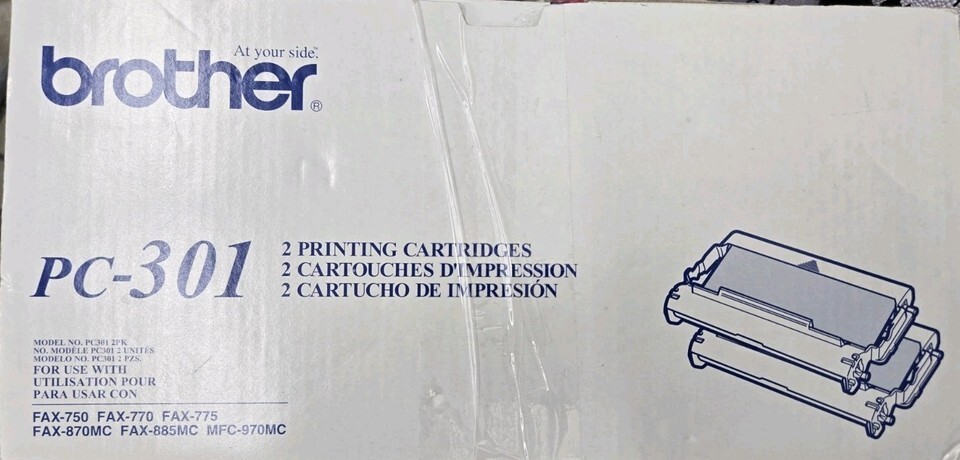 At your side.™
brother®
PC-301
2 PRINTING CARTRIDGES
2 CARTOUCHES D'IMPRESSION
2 CARTUCHO DE IMPRESIÓN
MODEL NO. PC301 2PK
NO. MODÈLE PC301 2 UNITÉS
MODELO NO. PC301 2 PZS.
FOR USE WITH
UTILISATION POUR
PARA USAR CON
FAX-750 FAX-770 FAX-775
FAX-870MC FAX-885MC MFC-970MC